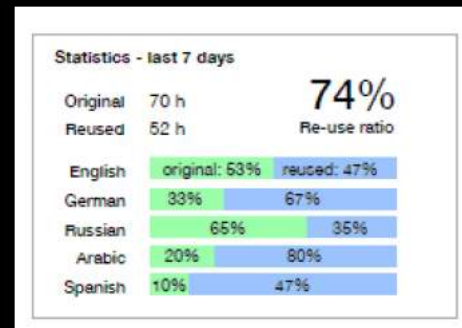 Statistics - last 7 days
74%
Original 70 h
Reused 52 h Re-use ratio
English original: 53% reused: 47%
German 33% 67%
Russian 65% 35%
Arabic 20% 80%
Spanish 10% 47%